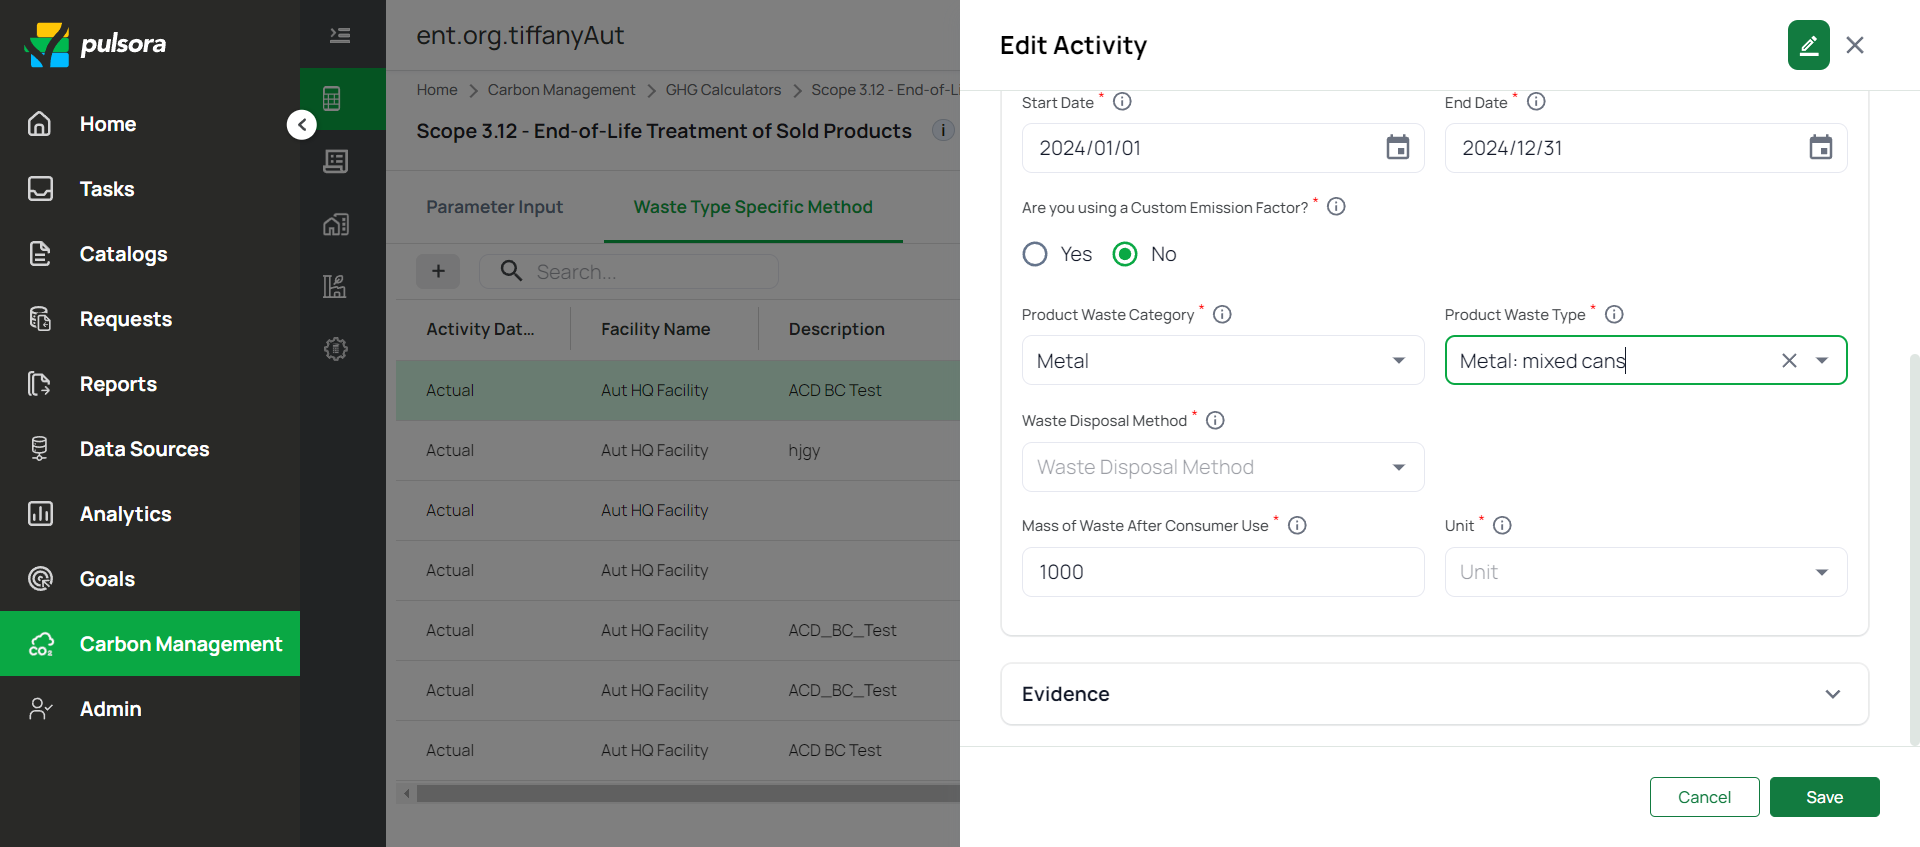 pulsora
Home
Tasks
Catalogs
Requests
Reports
Data Sources
Analytics
Goals
CO₂
Carbon Management
Admin
ent.org.tiffanyAut
Home > Carbon Management > GHG Calculators > Scope 3.12 - End-of-L
Scope 3.12 - End-of-Life Treatment of Sold Products i
Parameter Input Waste Type Specific Method
+ Search...
Activity Dat... Facility Name Description
Actual Aut HQ Facility ACD BC Test
Actual Aut HQ Facility hjgy
Actual Aut HQ Facility
Actual Aut HQ Facility
Actual Aut HQ Facility ACD_BC_Test
Actual Aut HQ Facility ACD_BC_Test
Actual Aut HQ Facility ACD BC Test
Edit Activity
Start Date * End Date *
2024/01/01 2024/12/31
Are you using a Custom Emission Factor? *
Yes No
Product Waste Category * Product Waste Type *
Metal Metal: mixed cans
Waste Disposal Method *
Waste Disposal Method
Mass of Waste After Consumer Use * Unit *
1000 Unit
Evidence
Cancel Save